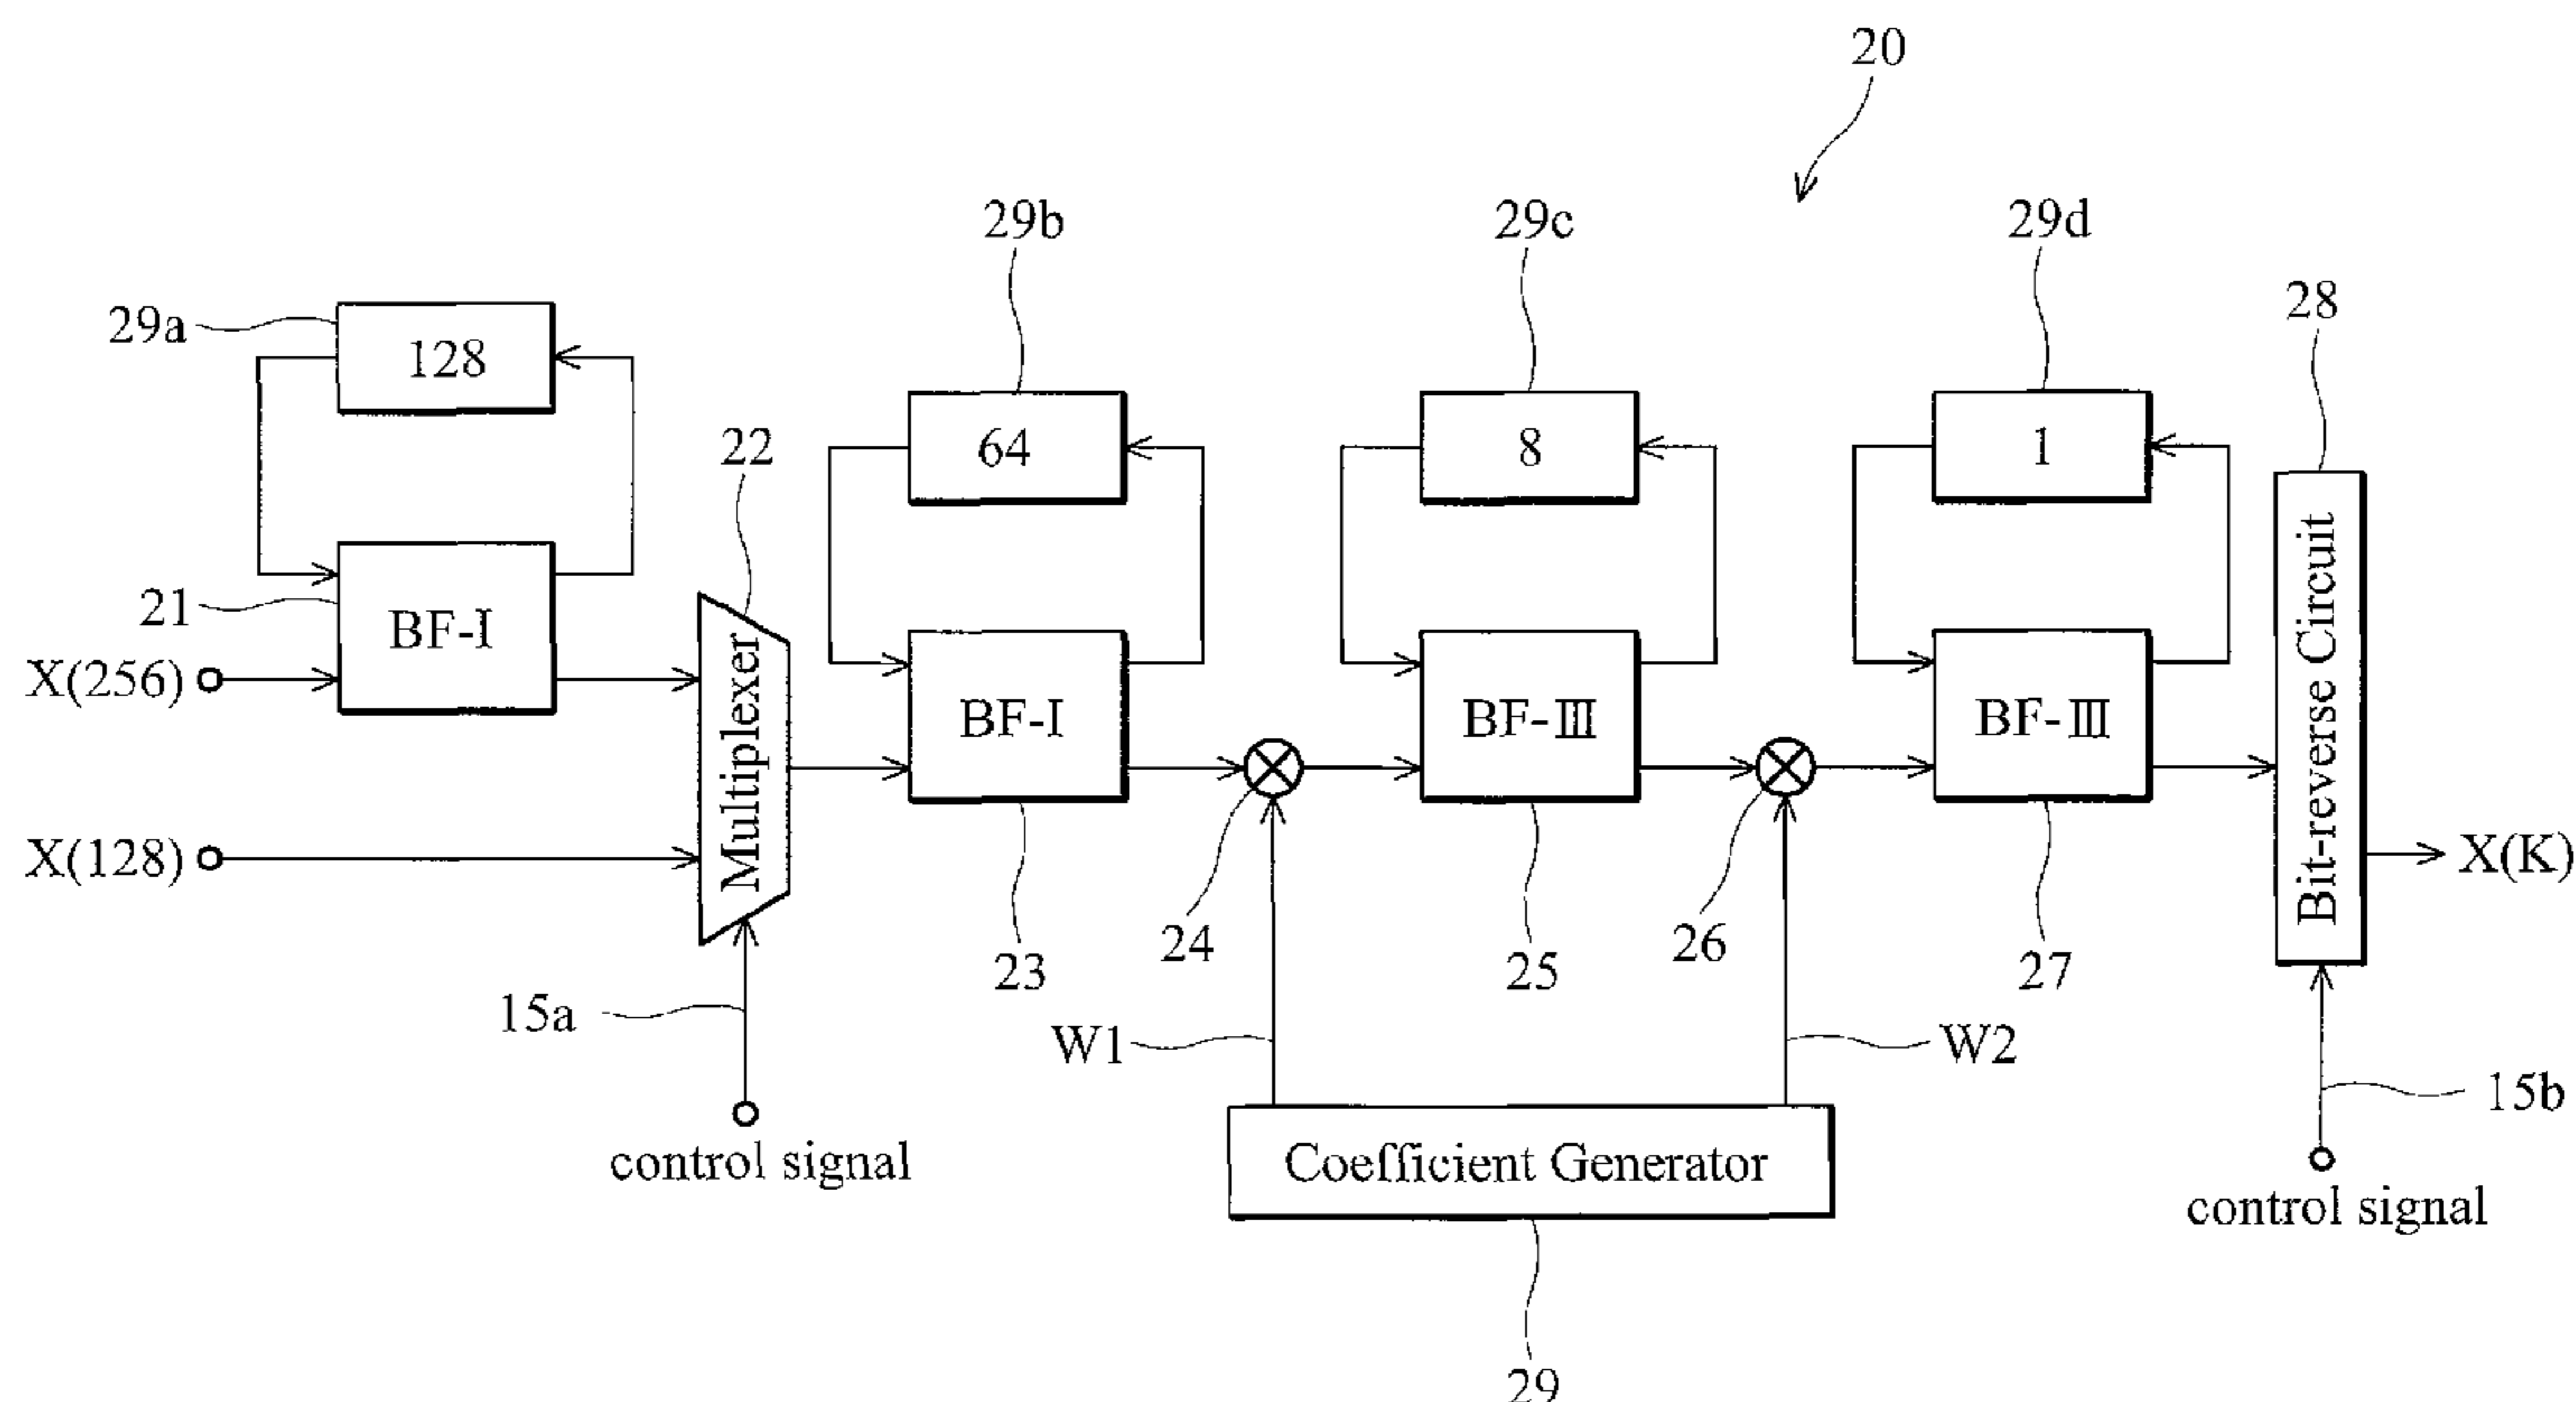 20
29b
29c
29d
28
29a
128
22
64
8
1
21
BF-I
X(256)
BF-I
BF-III
BF-III
Multiplexer
Bit-reverse Circuit
X(128)
X(K)
24
26
23
25
27
15a
W1
W2
15b
control signal
Coefficient Generator
control signal
29